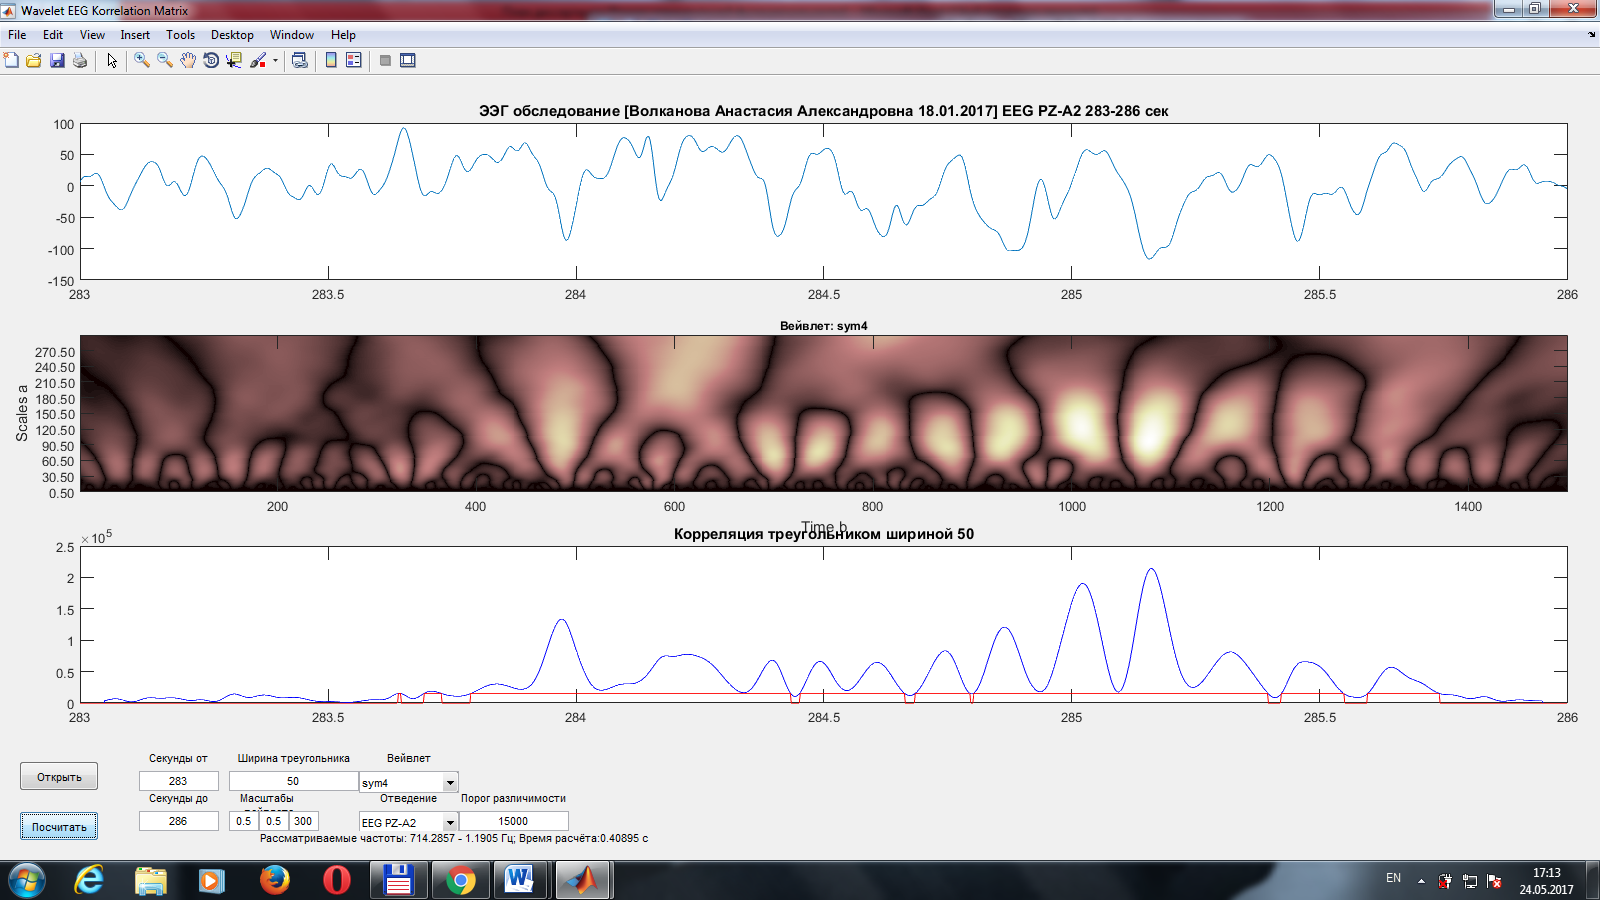 Wavelet EEG Korrelation Matrix
File Edit View Insert Tools Desktop Window Help
ЭЭГ обследование [Волканова Анастасия Александровна 18.01.2017] EEG PZ-A2 283-286 сек
100
50
0
-50
-100
-150
283 283.5 284 284.5 285 285.5 286
Вейвлет: sym4
Scales a
270.50
240.50
210.50
180.50
150.50
120.50
90.50
60.50
30.50
0.50
200 400 600 800 1000 1200 1400
Time b
Корреляция треугольником шириной 50
×10^5
2.5
2
1.5
1
0.5
0
283 283.5 284 284.5 285 285.5 286
Секунды от Ширина треугольника Вейвлет
Открыть 283 50 sym4
Секунды до Масштабы Отведение Порог различимости
Посчитать 286 0.5 0.5 300 EEG PZ-A2 15000
Рассматриваемые частоты: 714.2857 - 1.1905 Гц; Время расчёта:0.40895 с
EN
17:13
24.05.2017